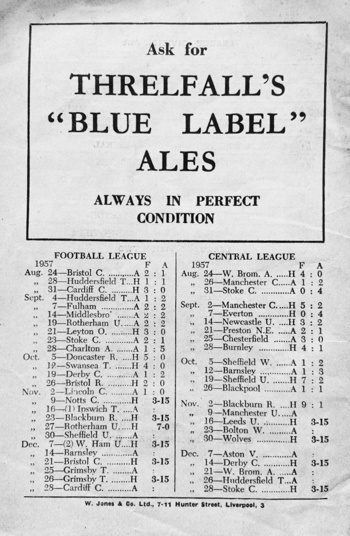 Ask for
THRELFALL'S
"BLUE LABEL"
ALES
ALWAYS IN PERFECT
CONDITION
FOOTBALL LEAGUE
1957 F A
Aug. 24—Bristol C. ..........A 2 : 1
„ 28—Huddersfield T...H 1 : 1
„ 31—Cardiff C. ..........H 3 : 0
Sept. 4—Huddersfield T...A 1 : 2
„ 7—Fulham ..............A 2 : 2
„ 14—Middlesbro' ........A 2 : 2
„ 19—Rotherham U.....A 2 : 2
„ 21—Leyton O. ..........H 3 : 0
„ 23—Stoke C. ............A 2 : 1
„ 28—Charlton A. ........A 1 : 5
Oct. 5—Doncaster R. ....H 5 : 0
„ 12—Swansea T. ........H 4 : 0
„ 19—Derby C. ............A 1 : 2
„ 26—Bristol R. ..........H 2 : 0
Nov. 2—Lincoln C. ........A 1 : 0
„ 9—Notts C. ............H 3-15
„ 16—(1) Ipswich T. ...A :
„ 23—Blackburn R. ....H 3-15
„ 27—Rotherham U.....H 7-0
„ 30—Sheffield U. ......A :
Dec. 7—(2) W. Ham U...H 3-15
„ 14—Barnsley ............A :
„ 21—Bristol C. ..........H 3-15
„ 25—Grimsby T. ........A :
„ 26—Grimsby T. ........H 3-15
„ 28—Cardiff C. ..........A :
CENTRAL LEAGUE
1957 F A
Aug. 24—W. Brom. A. ....H 4 : 0
„ 26—Manchester C.....A 1 : 2
„ 31—Stoke C. ............A 0 : 4
Sept. 2—Manchester C.....H 5 : 2
„ 7—Everton ..............H 0 : 4
„ 14—Newcastle U. ....H 3 : 2
„ 21—Preston N.E. ......A 2 : 1
„ 25—Chesterfield ......A 3 : 0
„ 28—Burnley ..............H 4 : 1
Oct. 5—Sheffield W. ......A 1 : 2
„ 12—Barnsley ............A 1 : 3
„ 19—Sheffield U. ......H 7 : 2
„ 26—Blackpool ..........A 1 : 1
Nov. 2—Blackburn R. ....H 9 : 1
„ 9—Manchester U.....A
„ 16—Leeds U. ............H 3-15
„ 23—Bolton W. ..........A :
„ 30—Wolves ..............H 3-15
Dec. 7—Aston V. ............A :
„ 14—Derby C. ............H 3-15
„ 21—W. Brom. A. ......A :
„ 26—Huddersfield T...A :
„ 28—Stoke C. ............H 3-15
W. Jones & Co. Ltd., 7-11 Hunter Street, Liverpool, 3